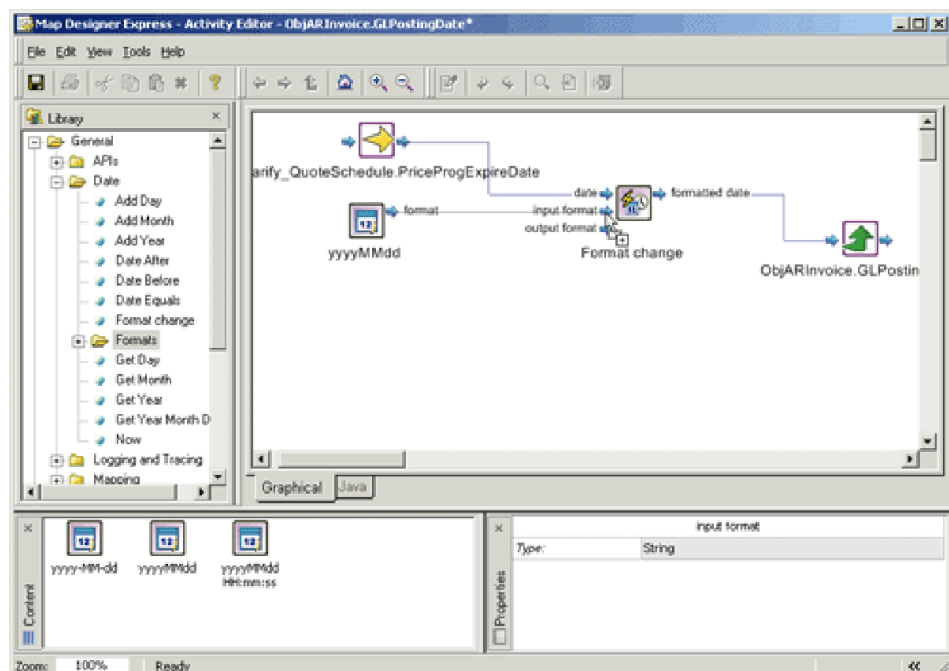 Map Designer Express - Activity Editor - ObjARInvoice.GLPostingDate*
File Edit View Tools Help
Library
General
APIs
Date
Add Day
Add Month
Add Year
Date After
Date Before
Date Equals
Format change
Formats
Get Day
Get Month
Get Year
Get Year Month D
Now
Logging and Tracing
Mapping
arify_QuoteSchedule.PriceProgExpireDate
date
formatted date
format
input format
output format
yyyyMMdd
Format change
ObjARInvoice.GLPostin
Graphical Java
Content
yyyy-MM-dd
yyyyMMdd
yyyyMMdd
HH:mm:ss
Properties
input format
Type: String
Zoom: 100% Ready